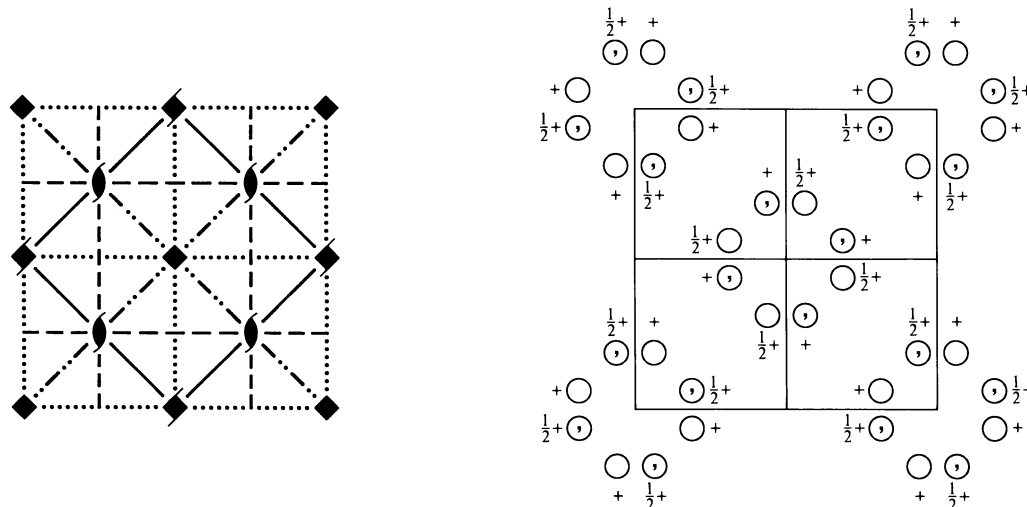 ½+ + ½+ +
+ ½+ + ½+
½+ + ½+ +
+ ½+
+ ½+ + ½+
½+ +
+ ½+
½+ + ½+ +
½+ +
+ ½+ + ½+
½+ + ½+ +
+ ½+ + ½+